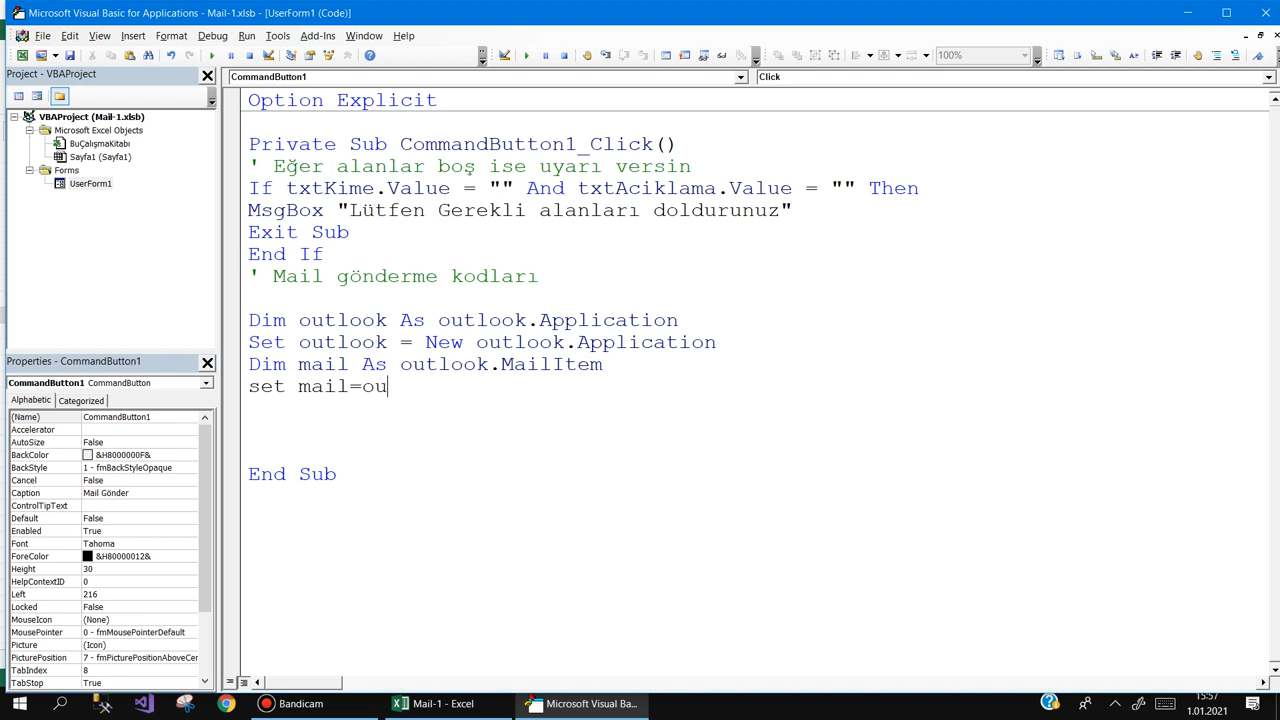 Microsoft Visual Basic for Applications - Mail-1.xlsb - [UserForm1 (Code)]
File Edit View Insert Format Debug Run Tools Add-Ins Window Help
100%
Project - VBAProject
CommandButton1
Click
VBAProject (Mail-1.xlsb)
Microsoft Excel Objects
BuÇalışmaKitabı
Sayfa1 (Sayfa1)
Forms
UserForm1
Option Explicit
Private Sub CommandButton1_Click()
' Eğer alanlar boş ise uyarı versin
If txtKime.Value = "" And txtAciklama.Value = "" Then
MsgBox "Lütfen Gerekli alanları doldurunuz"
Exit Sub
End If
' Mail gönderme kodları
Dim outlook As outlook.Application
Set outlook = New outlook.Application
Dim mail As outlook.MailItem
set mail=ou
End Sub
Properties - CommandButton1
CommandButton1 CommandButton
Alphabetic Categorized
(Name) CommandButton1
Accelerator
AutoSize False
BackColor &H8000000F&
BackStyle 1 - fmBackStyleOpaque
Cancel False
Caption Mail Gönder
ControlTipText
Default False
Enabled True
Font Tahoma
ForeColor &H80000012&
Height 30
HelpContextID 0
Left 216
Locked False
MouseIcon (None)
MousePointer 0 - fmMousePointerDefault
Picture (Icon)
PicturePosition 7 - fmPicturePositionAboveCer
TabIndex 8
TabStop True
Bandicam
Mail-1 - Excel
Microsoft Visual Ba...
15:57
1.01.2021